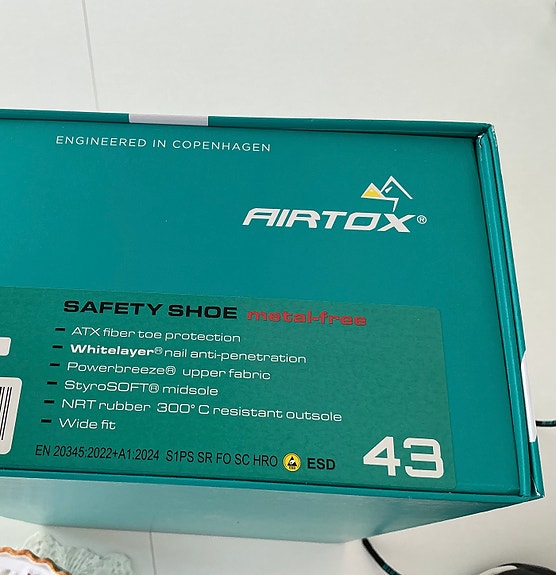 ENGINEERED IN COPENHAGEN
AIRTOX®
SAFETY SHOE metal-free
- ATX fiber toe protection
- Whitelayer® nail anti-penetration
- Powerbreeze® upper fabric
- StyroSOFT® midsole
- NRT rubber 300°C resistant outsole
- Wide fit
EN 20345:2022+A1:2024 S1PS SR FO SC HRO ESD
43